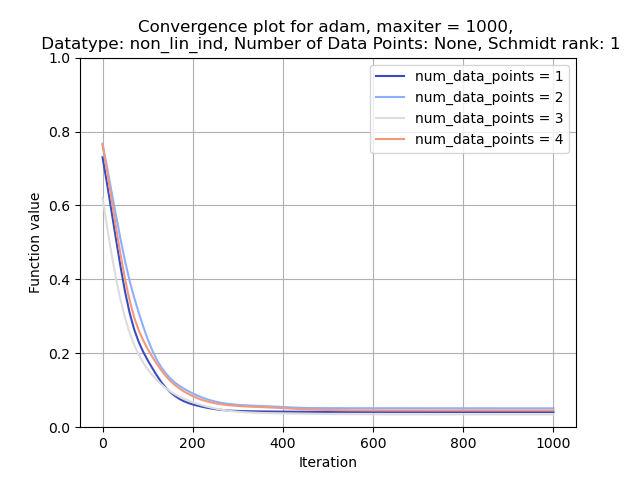 Convergence plot for adam, maxiter = 1000,
Datatype: non_lin_ind, Number of Data Points: None, Schmidt rank: 1
1.0
0.8
0.6
0.4
0.2
0.0
Function value
num_data_points = 1
num_data_points = 2
num_data_points = 3
num_data_points = 4
0 200 400 600 800 1000
Iteration